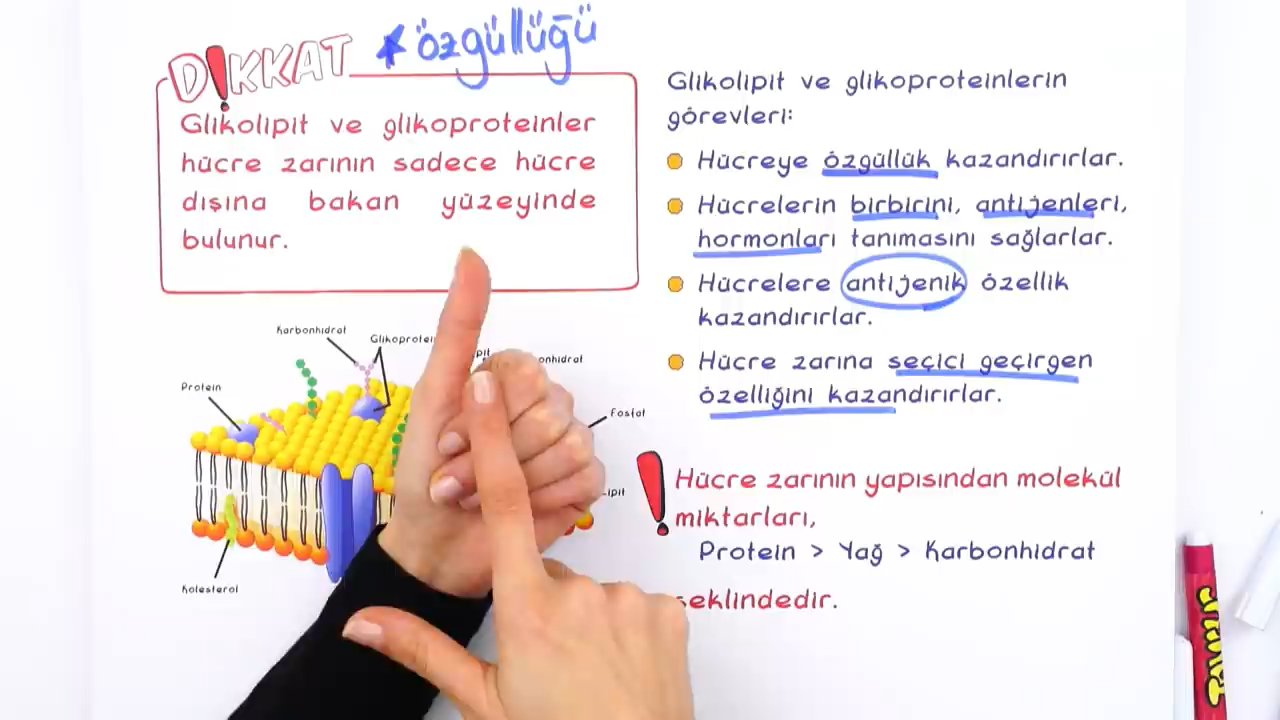 DİKKAT
★özgüllüğü
Glikolipit ve glikoproteinler
hücre zarının sadece hücre
dışına bakan yüzeyinde
bulunur.
Glikolipit ve glikoproteinlerin
görevleri:
Hücreye özgüllük kazandırırlar.
Hücrelerin birbirini, antijenleri,
hormonları tanımasını sağlarlar.
Hücrelere antijenik özellik
kazandırırlar.
Hücre zarına seçici geçirgen
özelliğini kazandırırlar.
Hücre zarının yapısından molekül
miktarları,
Protein > Yağ > Karbonhidrat
şeklindedir.
Karbonhidrat
Protein
Fosfat
Kolesterol